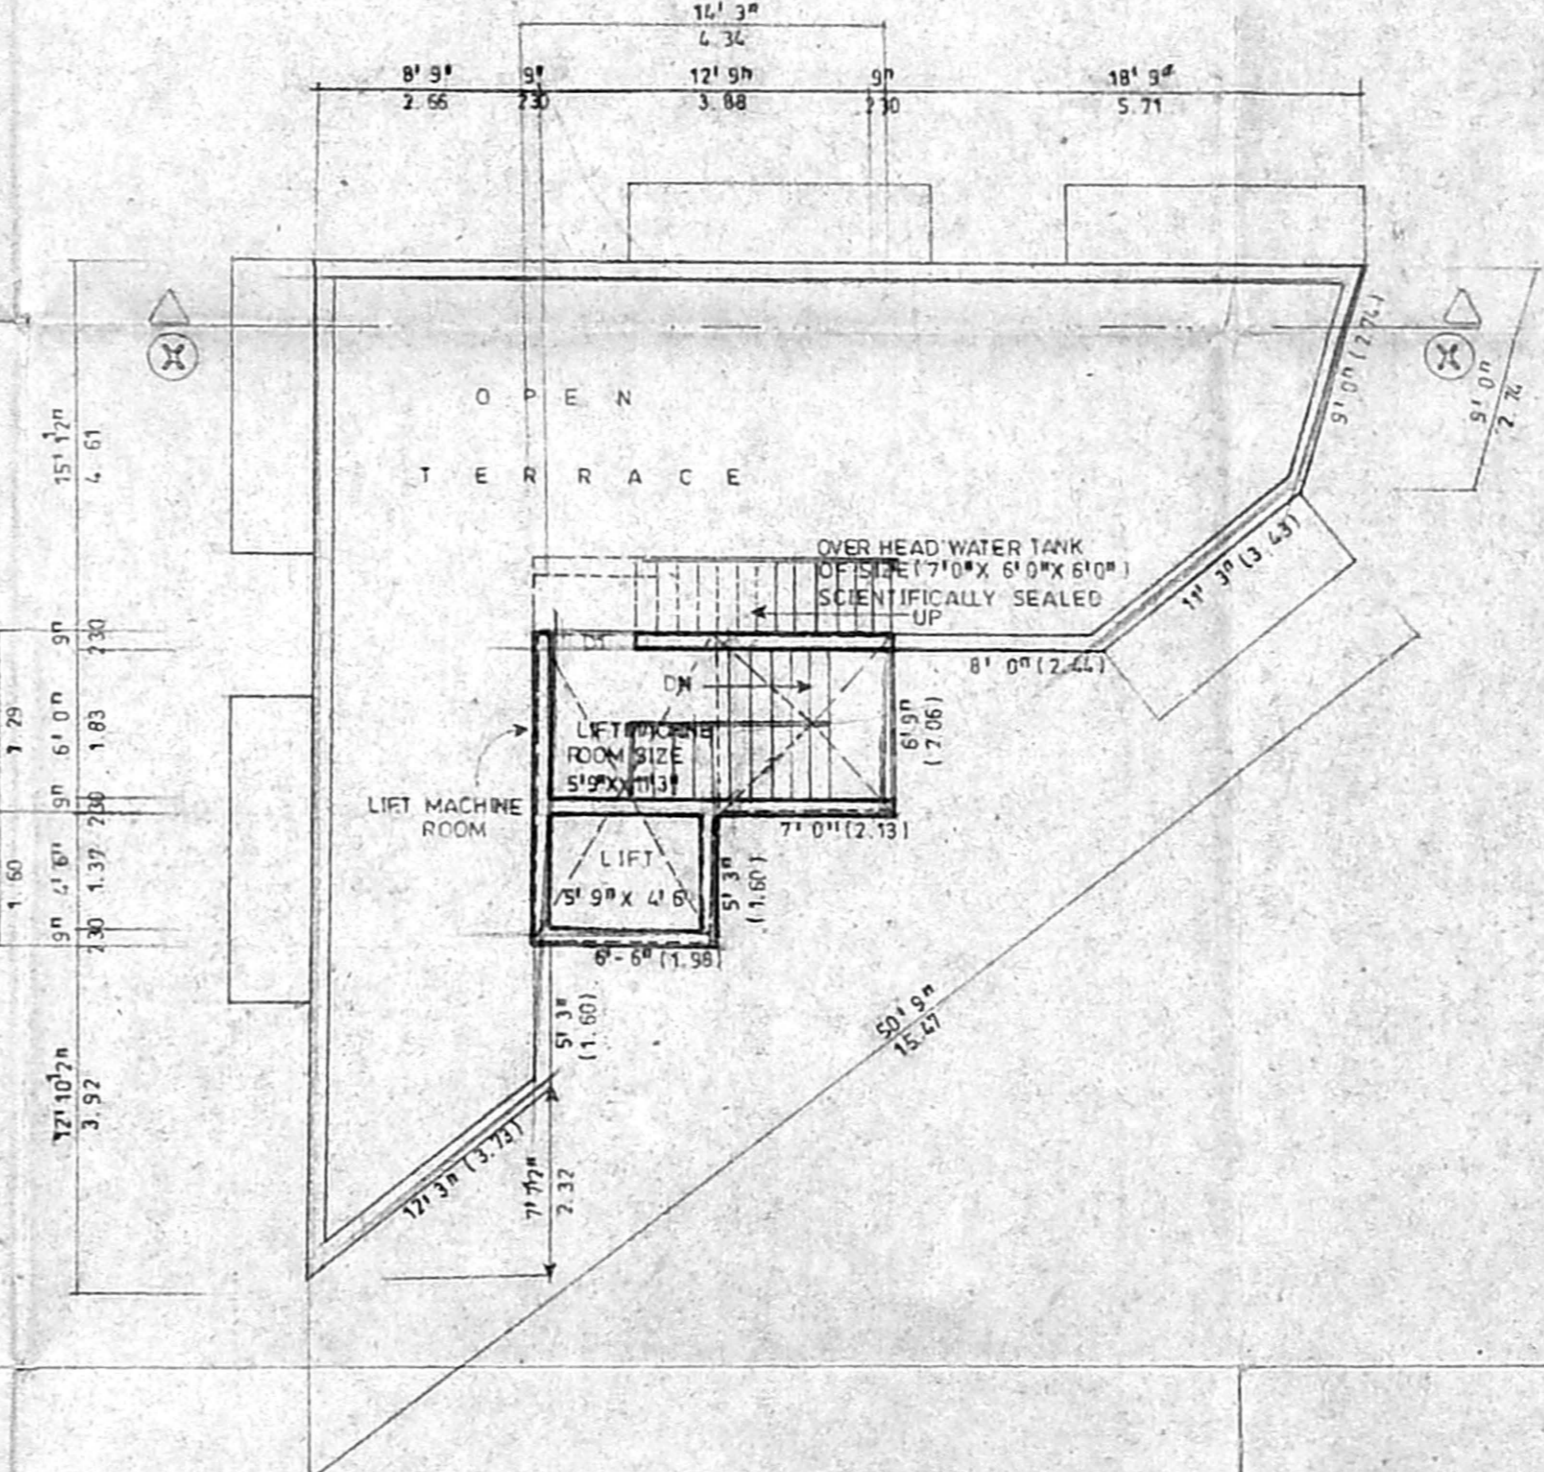 14' 3"
4.34
8' 9" 9" 12' 9" 9" 18' 9"
2.66 230 3.88 230 5.71
9' 0" (2.74)
9' 0"
2.74
OPEN
TERRACE
15' 1½"
4.61
OVER HEAD WATER TANK
OF SIZE (7'0" X 6'0" X 6'0")
SCIENTIFICALLY SEALED
UP
11' 3" (3.43)
9"
230
8' 0" (2.44)
DN
6' 0"
1.83
7.29
6' 9"
(2.06)
LIFT MACHINE
ROOM SIZE
5'9" X 11'3"
9"
230
LIFT MACHINE
ROOM
7' 0" (2.13)
LIFT
5' 9" X 4' 6"
4' 6"
1.37
1.60
5' 3"
(1.60)
9"
230
6'-6" (1.98)
5' 3"
(1.60)
50' 9"
15.47
12' 10½"
3.92
12' 3" (3.73)
7' 7½"
2.32